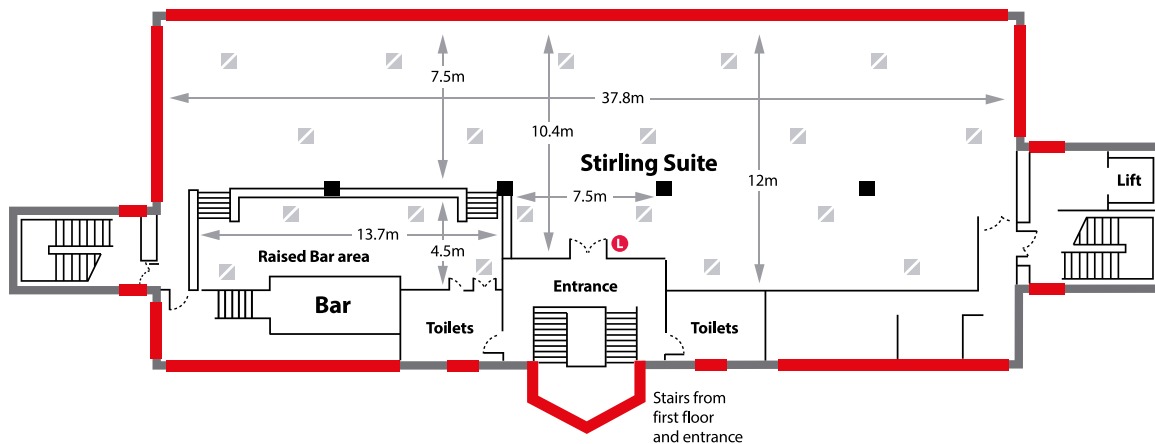 7.5m
37.8m
10.4m
Stirling Suite
Lift
12m
7.5m
13.7m
4.5m
L
Raised Bar area
Entrance
Bar
Toilets
Toilets
Stairs from
first floor
and entrance